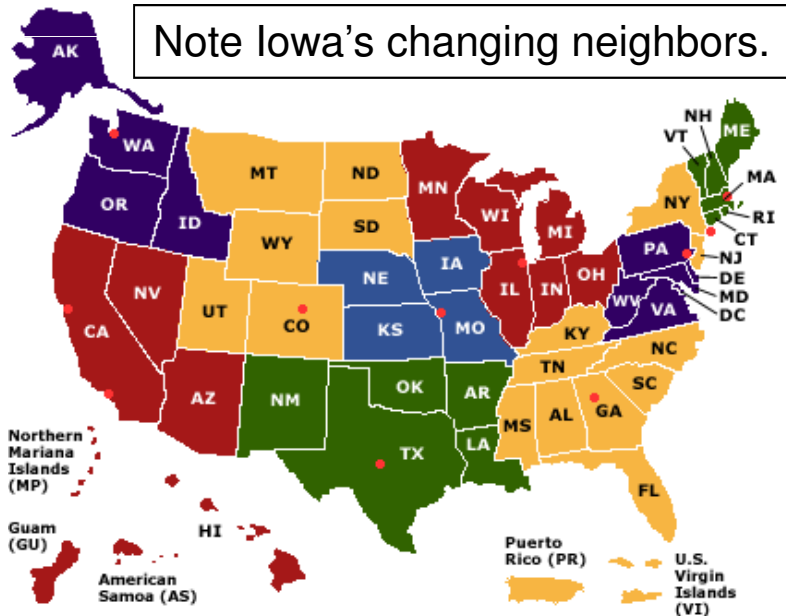 Note Iowa's changing neighbors.
AK
WA
OR
ID
MT
ND
MN
SD
WY
WI
MI
NV
UT
CO
CA
AZ
NM
NE
IA
KS
MO
IL
IN
OH
KY
TN
OK
AR
TX
LA
MS
AL
GA
FL
SC
NC
VA
WV
PA
NY
VT
NH
ME
MA
RI
CT
NJ
DE
MD
DC
Northern
Mariana
Islands
(MP)
Guam
(GU)
HI
American
Samoa (AS)
Puerto
Rico (PR)
U.S.
Virgin
Islands
(VI)